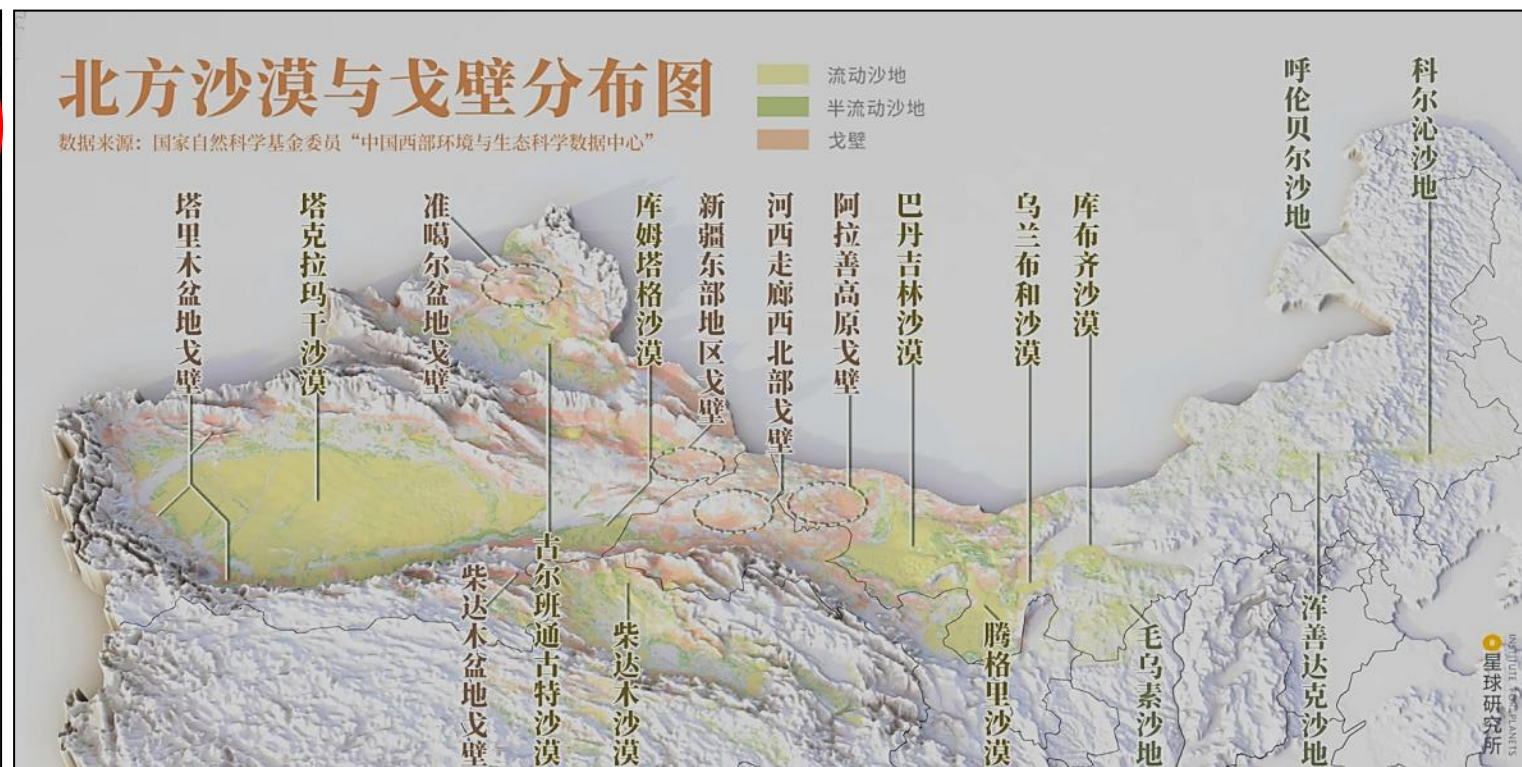 北方沙漠与戈壁分布图
数据来源：国家自然科学基金委员“中国西部环境与生态科学数据中心”
流动沙地
半流动沙地
戈壁
塔里木盆地戈壁
塔克拉玛干沙漠
准噶尔盆地戈壁
库姆塔格沙漠
新疆东部地区戈壁
河西走廊西北部戈壁
阿拉善高原戈壁
巴丹吉林沙漠
乌兰布和沙漠
库布齐沙漠
呼伦贝尔沙地
科尔沁沙地
柴达木盆地戈壁
古尔班通古特沙漠
柴达木沙漠
腾格里沙漠
毛乌素沙地
浑善达克沙地
星球研究所
INSTITUTE FOR PLANETS